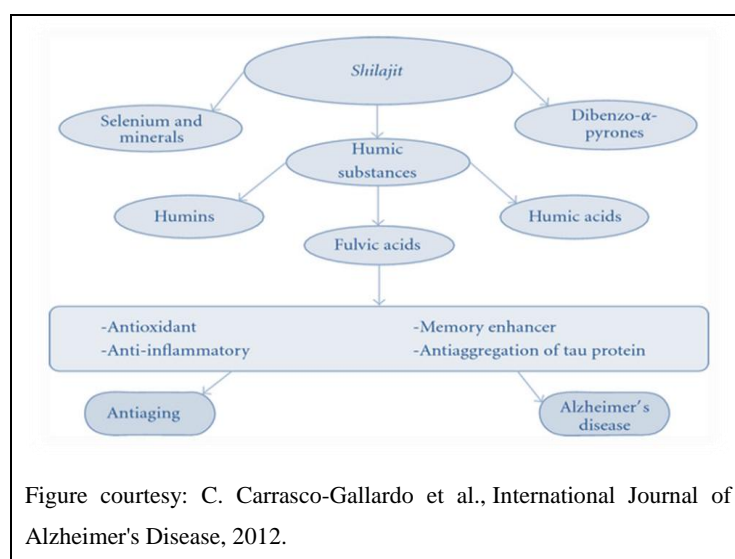 Shilajit
Selenium and
minerals
Dibenzo-α-
pyrones
Humic
substances
Humins
Humic acids
Fulvic acids
-Antioxidant
-Anti-inflammatory
-Memory enhancer
-Antiaggregation of tau protein
Antiaging
Alzheimer's
disease
Figure courtesy: C. Carrasco-Gallardo et al., International Journal of
Alzheimer's Disease, 2012.